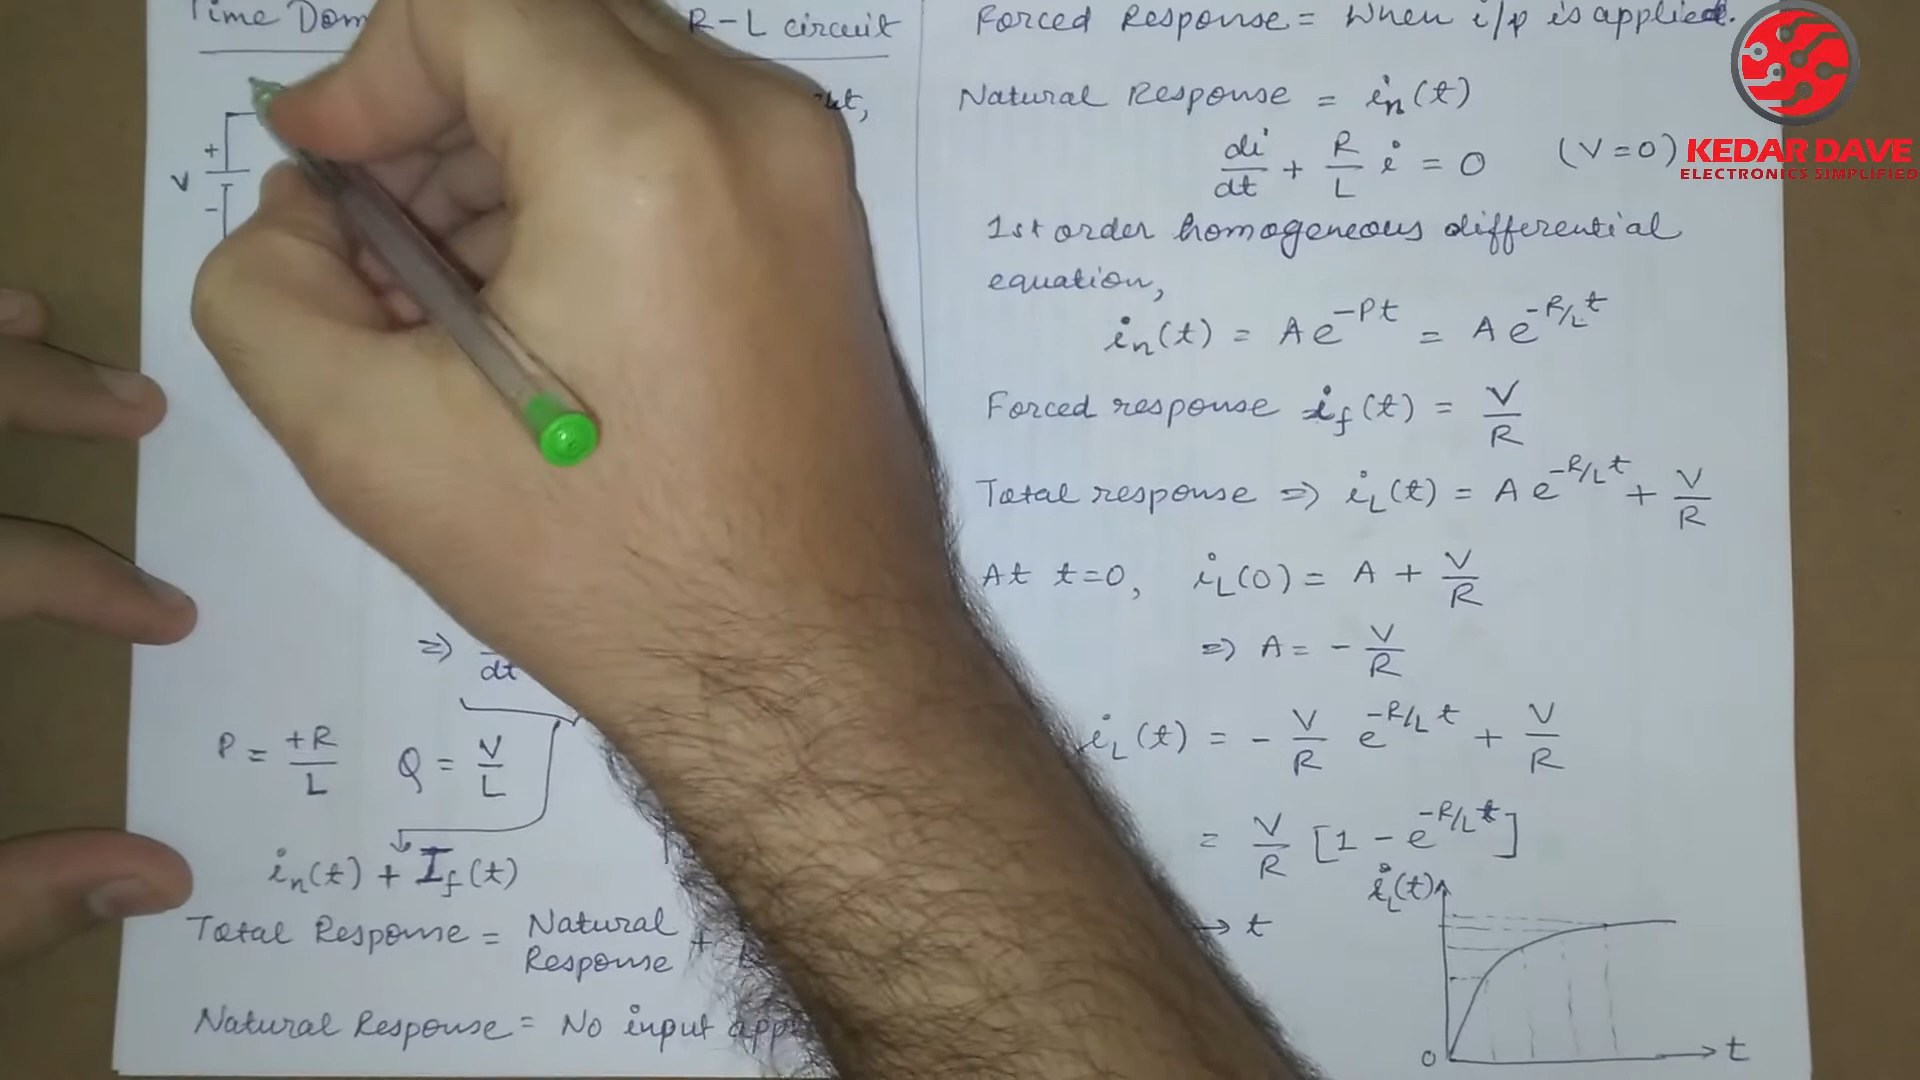 Time Dom R-L circuit
V
+
-
⇒
dt
P = +R/L Q = V/L
in(t) + If(t)
Total Response = Natural Response +
Natural Response = No input app
Forced Response = When i/p is applied.
Natural Response = in(t)
di/dt + R/L i = 0 (V=0)
1st order homogeneous differential
equation,
in(t) = Ae^-Pt = Ae^-R/L t
Forced response if(t) = V/R
Total response ⇒ iL(t) = Ae^-R/L t + V/R
At t=0, iL(0) = A + V/R
⇒ A = - V/R
iL(t) = - V/R e^-R/L t + V/R
= V/R [1 - e^-R/L t]
→ t
iL(t)
0
t
KEDAR DAVE
ELECTRONICS SIMPLIFIED